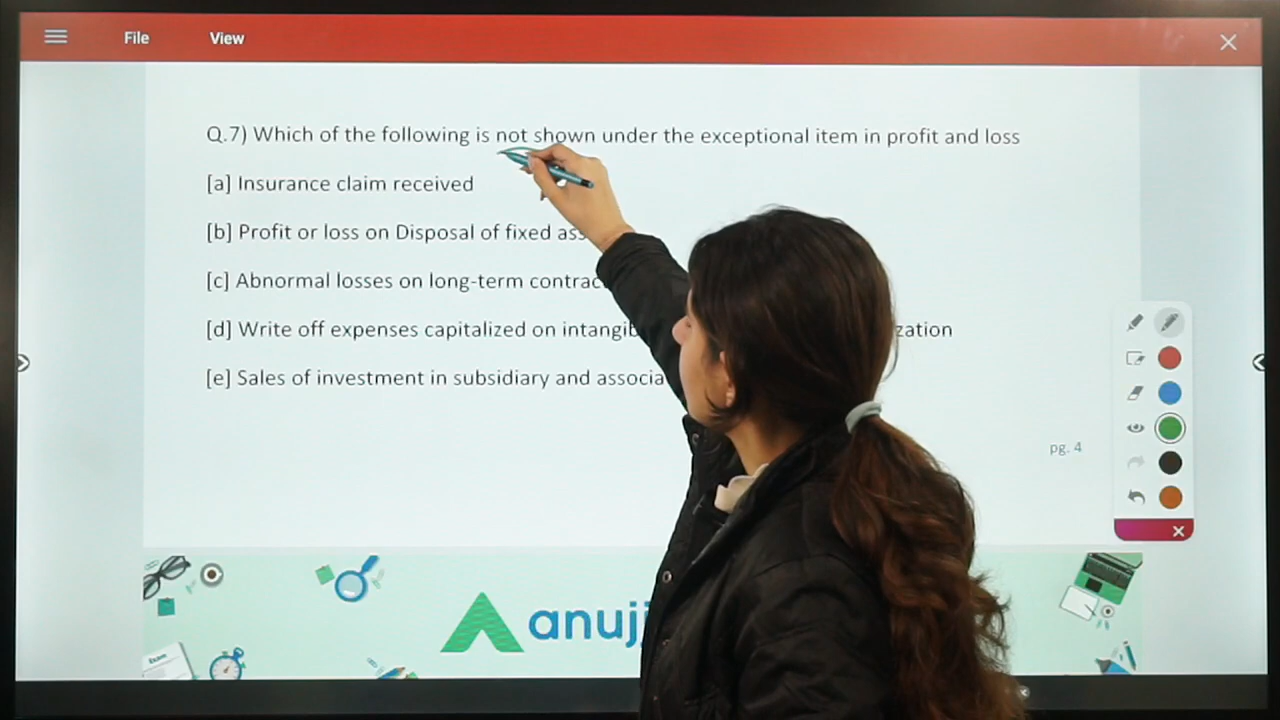 File
View
Q.7) Which of the following is not shown under the exceptional item in profit and loss
[a] Insurance claim received
[b] Profit or loss on Disposal of fixed
[c] Abnormal losses on long-term
[d] Write off expenses capitalized on
[e] Sales of investment in subsidiary and
pg. 4
Exam